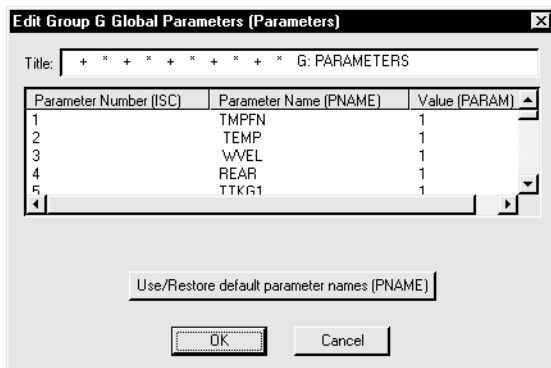 Edit Group G Global Parameters (Parameters)
Title: + * + * + * + * + * G: PARAMETERS
Parameter Number (ISC) Parameter Name (PNAME) Value (PARAM)
1 TMPFN 1
2 TEMP 1
3 WVEL 1
4 REAR 1
5 TTKG1 1
Use/Restore default parameter names (PNAME)
OK Cancel